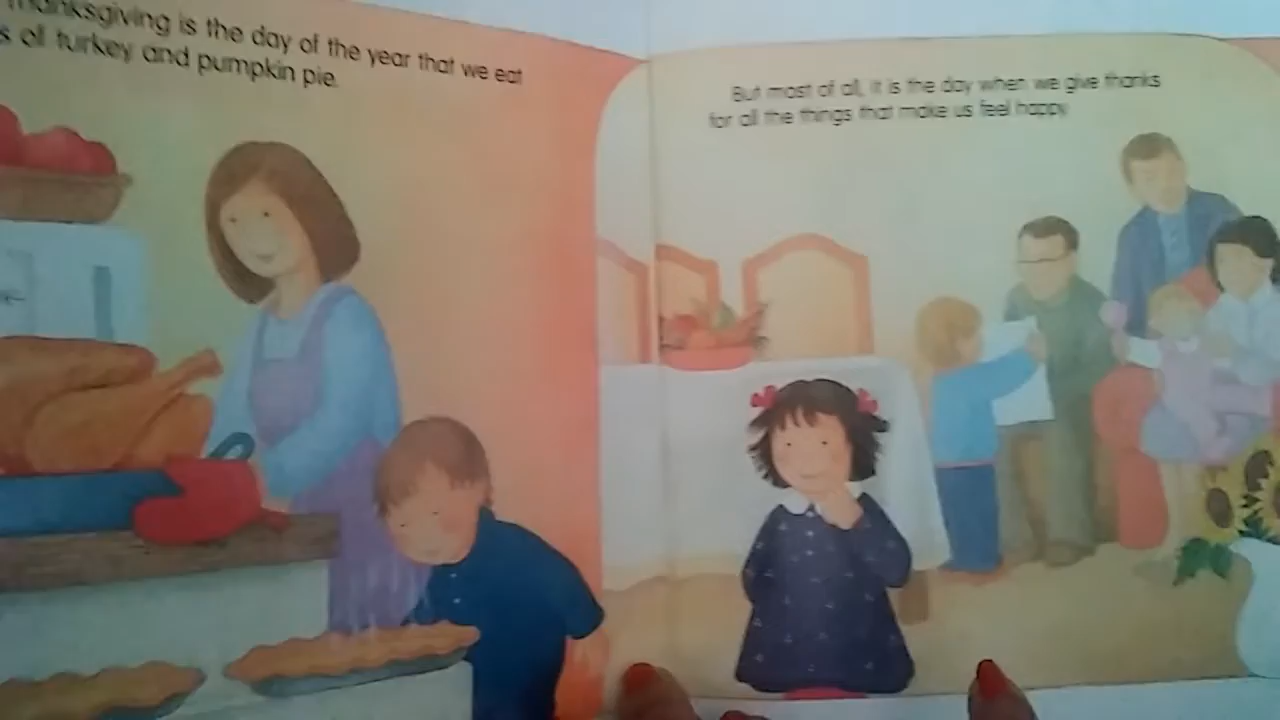 Thanksgiving is the day of the year that we eat
of turkey and pumpkin pie.
But most of all, it is the day when we give thanks
for all the things that make us feel happy